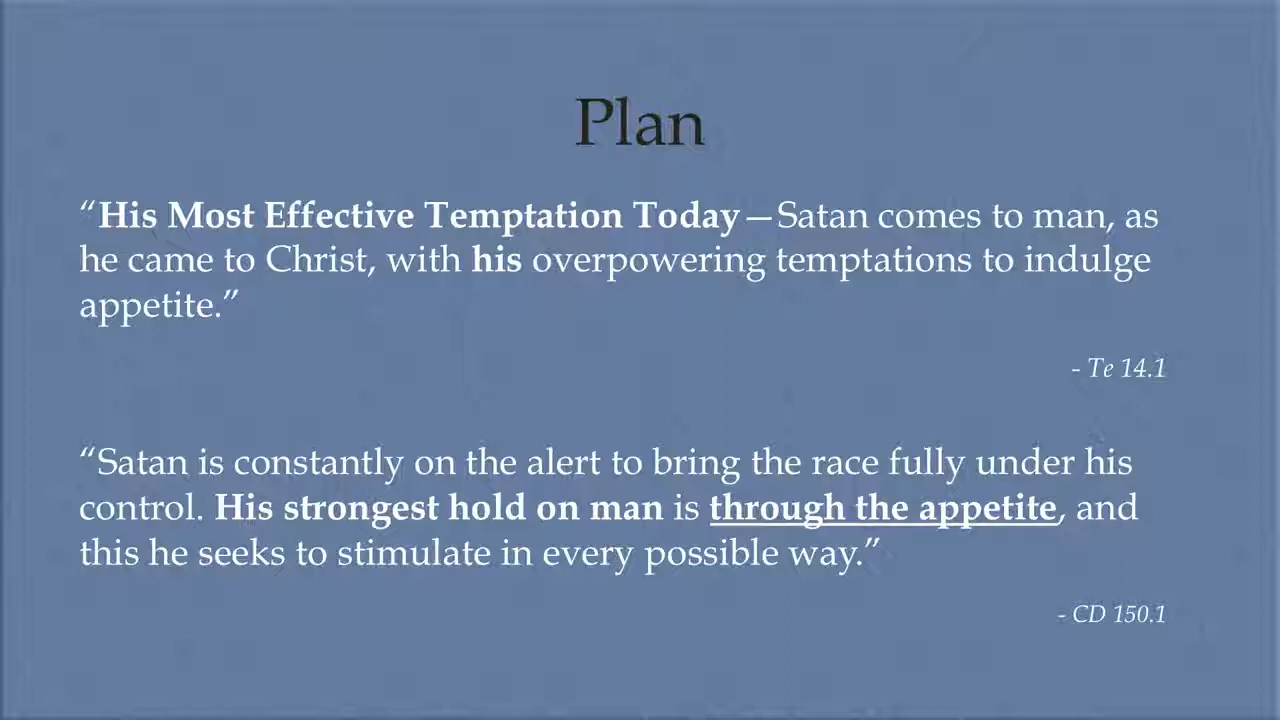 Plan
“His Most Effective Temptation Today—Satan comes to man, as
he came to Christ, with his overpowering temptations to indulge
appetite.”
- Te 14.1
“Satan is constantly on the alert to bring the race fully under his
control. His strongest hold on man is through the appetite, and
this he seeks to stimulate in every possible way.”
- CD 150.1